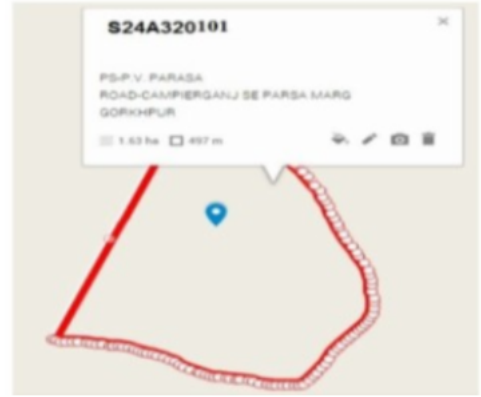 S24A320101
PS-P.V. PARASA
ROAD-CAMPIERGANJ SE PARSA MARG
GORKHPUR
1.63 ha 497 m